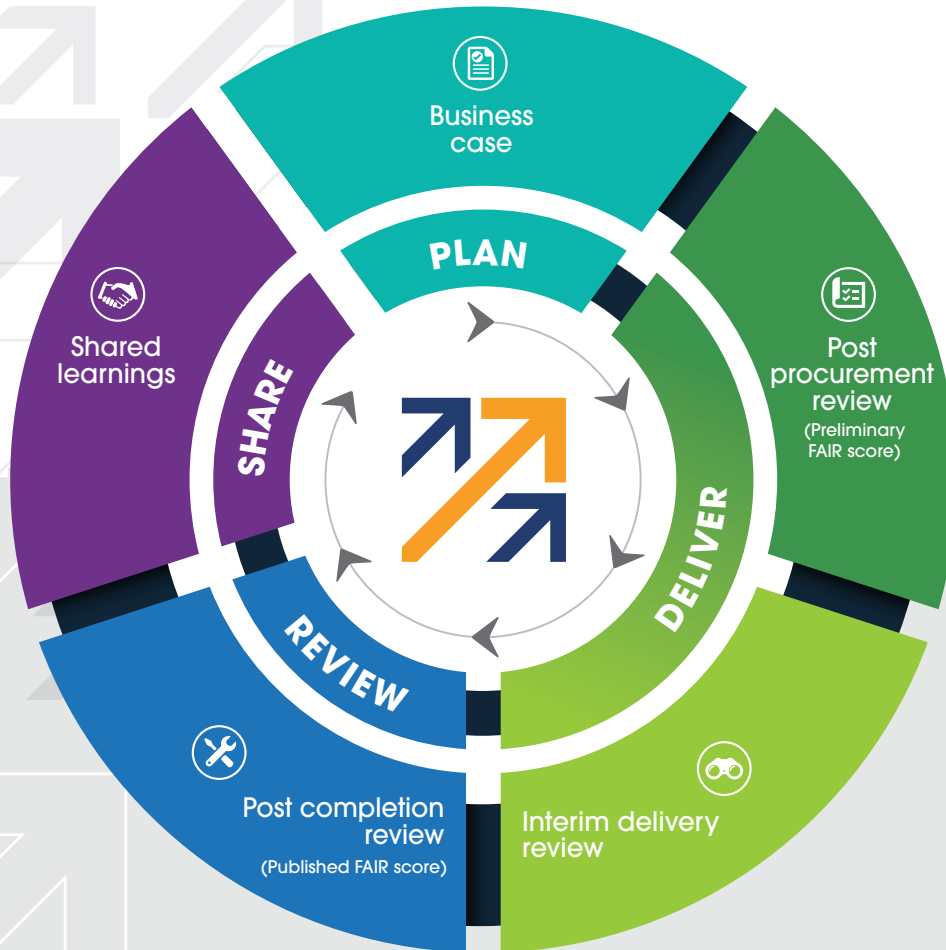 Business
case
PLAN
Post
procurement
review
(Preliminary
FAIR score)
DELIVER
Interim delivery
review
Post completion
review
(Published FAIR score)
REVIEW
Shared
learnings
SHARE